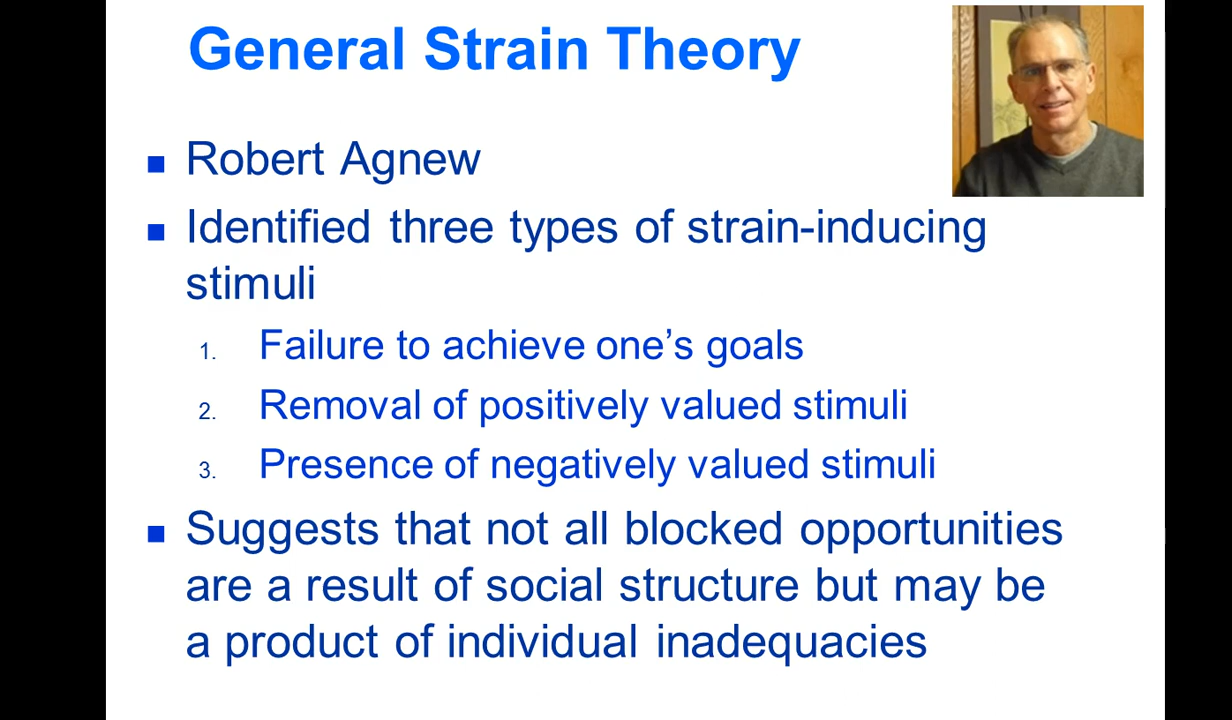 General Strain Theory
■ Robert Agnew
■ Identified three types of strain-inducing
stimuli
1. Failure to achieve one’s goals
2. Removal of positively valued stimuli
3. Presence of negatively valued stimuli
■ Suggests that not all blocked opportunities
are a result of social structure but may be
a product of individual inadequacies